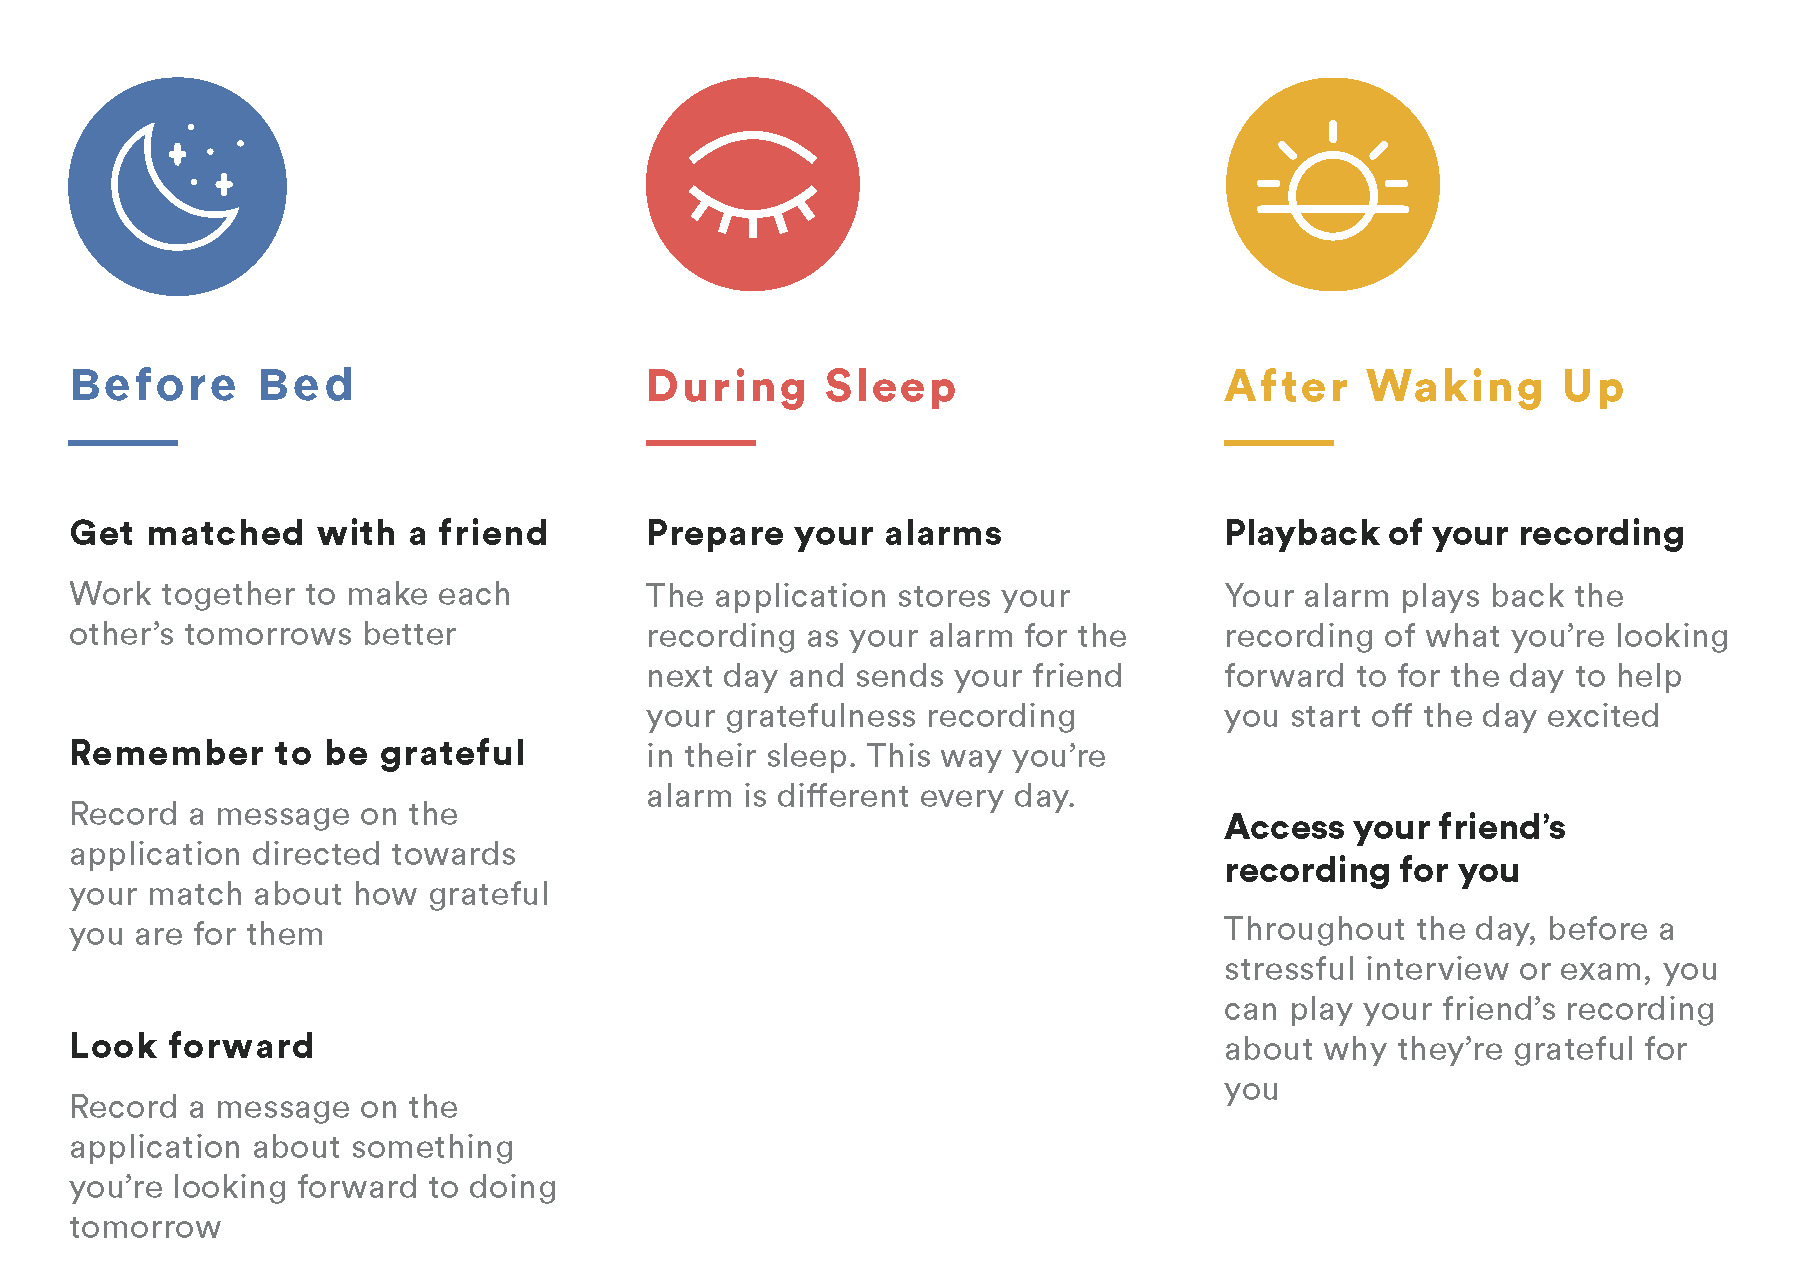 Before Bed
Get matched with a friend
Work together to make each
other's tomorrows better
Remember to be grateful
Record a message on the
application directed towards
your match about how grateful
you are for them
Look forward
Record a message on the
application about something
you're looking forward to doing
tomorrow
During Sleep
Prepare your alarms
The application stores your
recording as your alarm for the
next day and sends your friend
your gratefulness recording
in their sleep. This way you're
alarm is different every day.
After Waking Up
Playback of your recording
Your alarm plays back the
recording of what you're looking
forward to for the day to help
you start off the day excited
Access your friend's
recording for you
Throughout the day, before a
stressful interview or exam, you
can play your friend's recording
about why they're grateful for
you